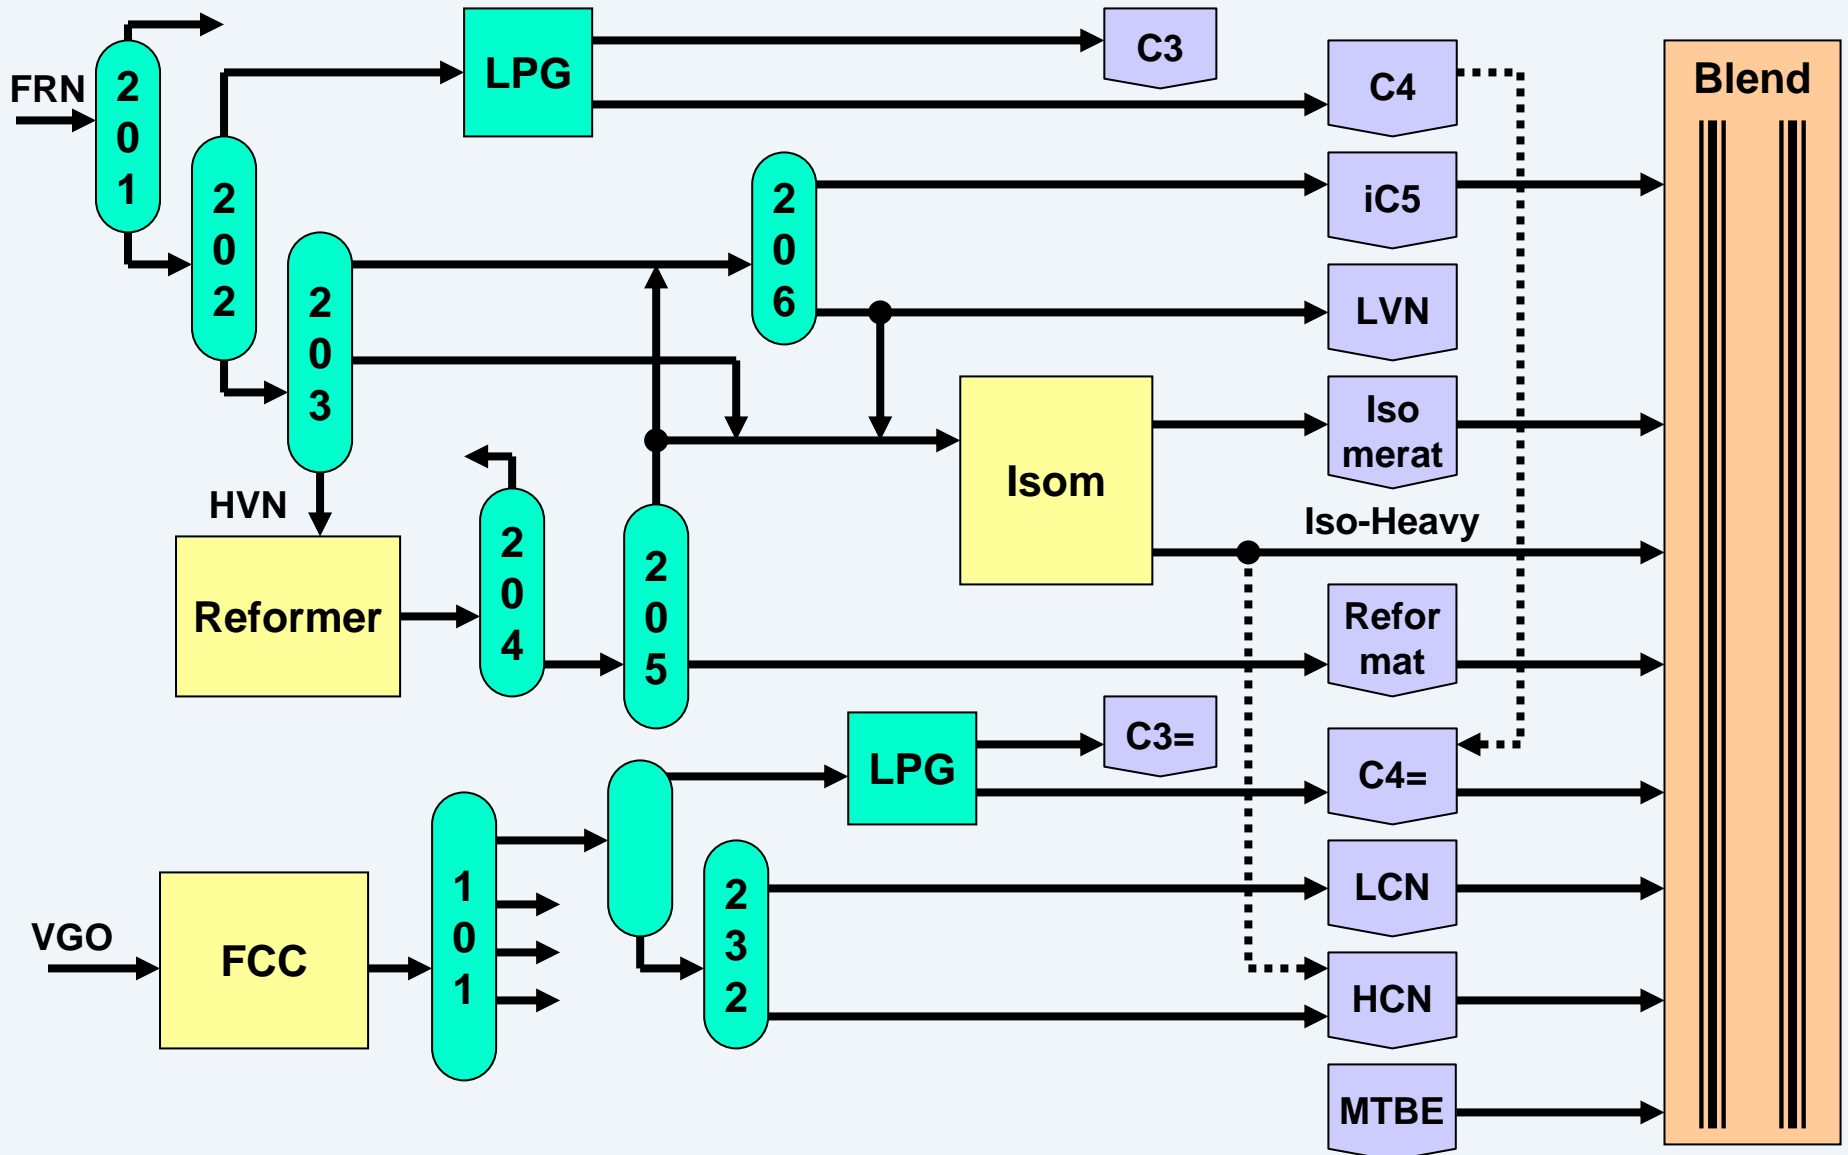 FRN
2
0
1
2
0
2
2
0
3
LPG
C3
C4
Blend
2
0
6
iC5
LVN
Iso
merat
Isom
Iso-Heavy
HVN
Reformer
2
0
4
2
0
5
Refor
mat
LPG
C3=
C4=
VGO
FCC
1
0
1
2
3
2
LCN
HCN
MTBE